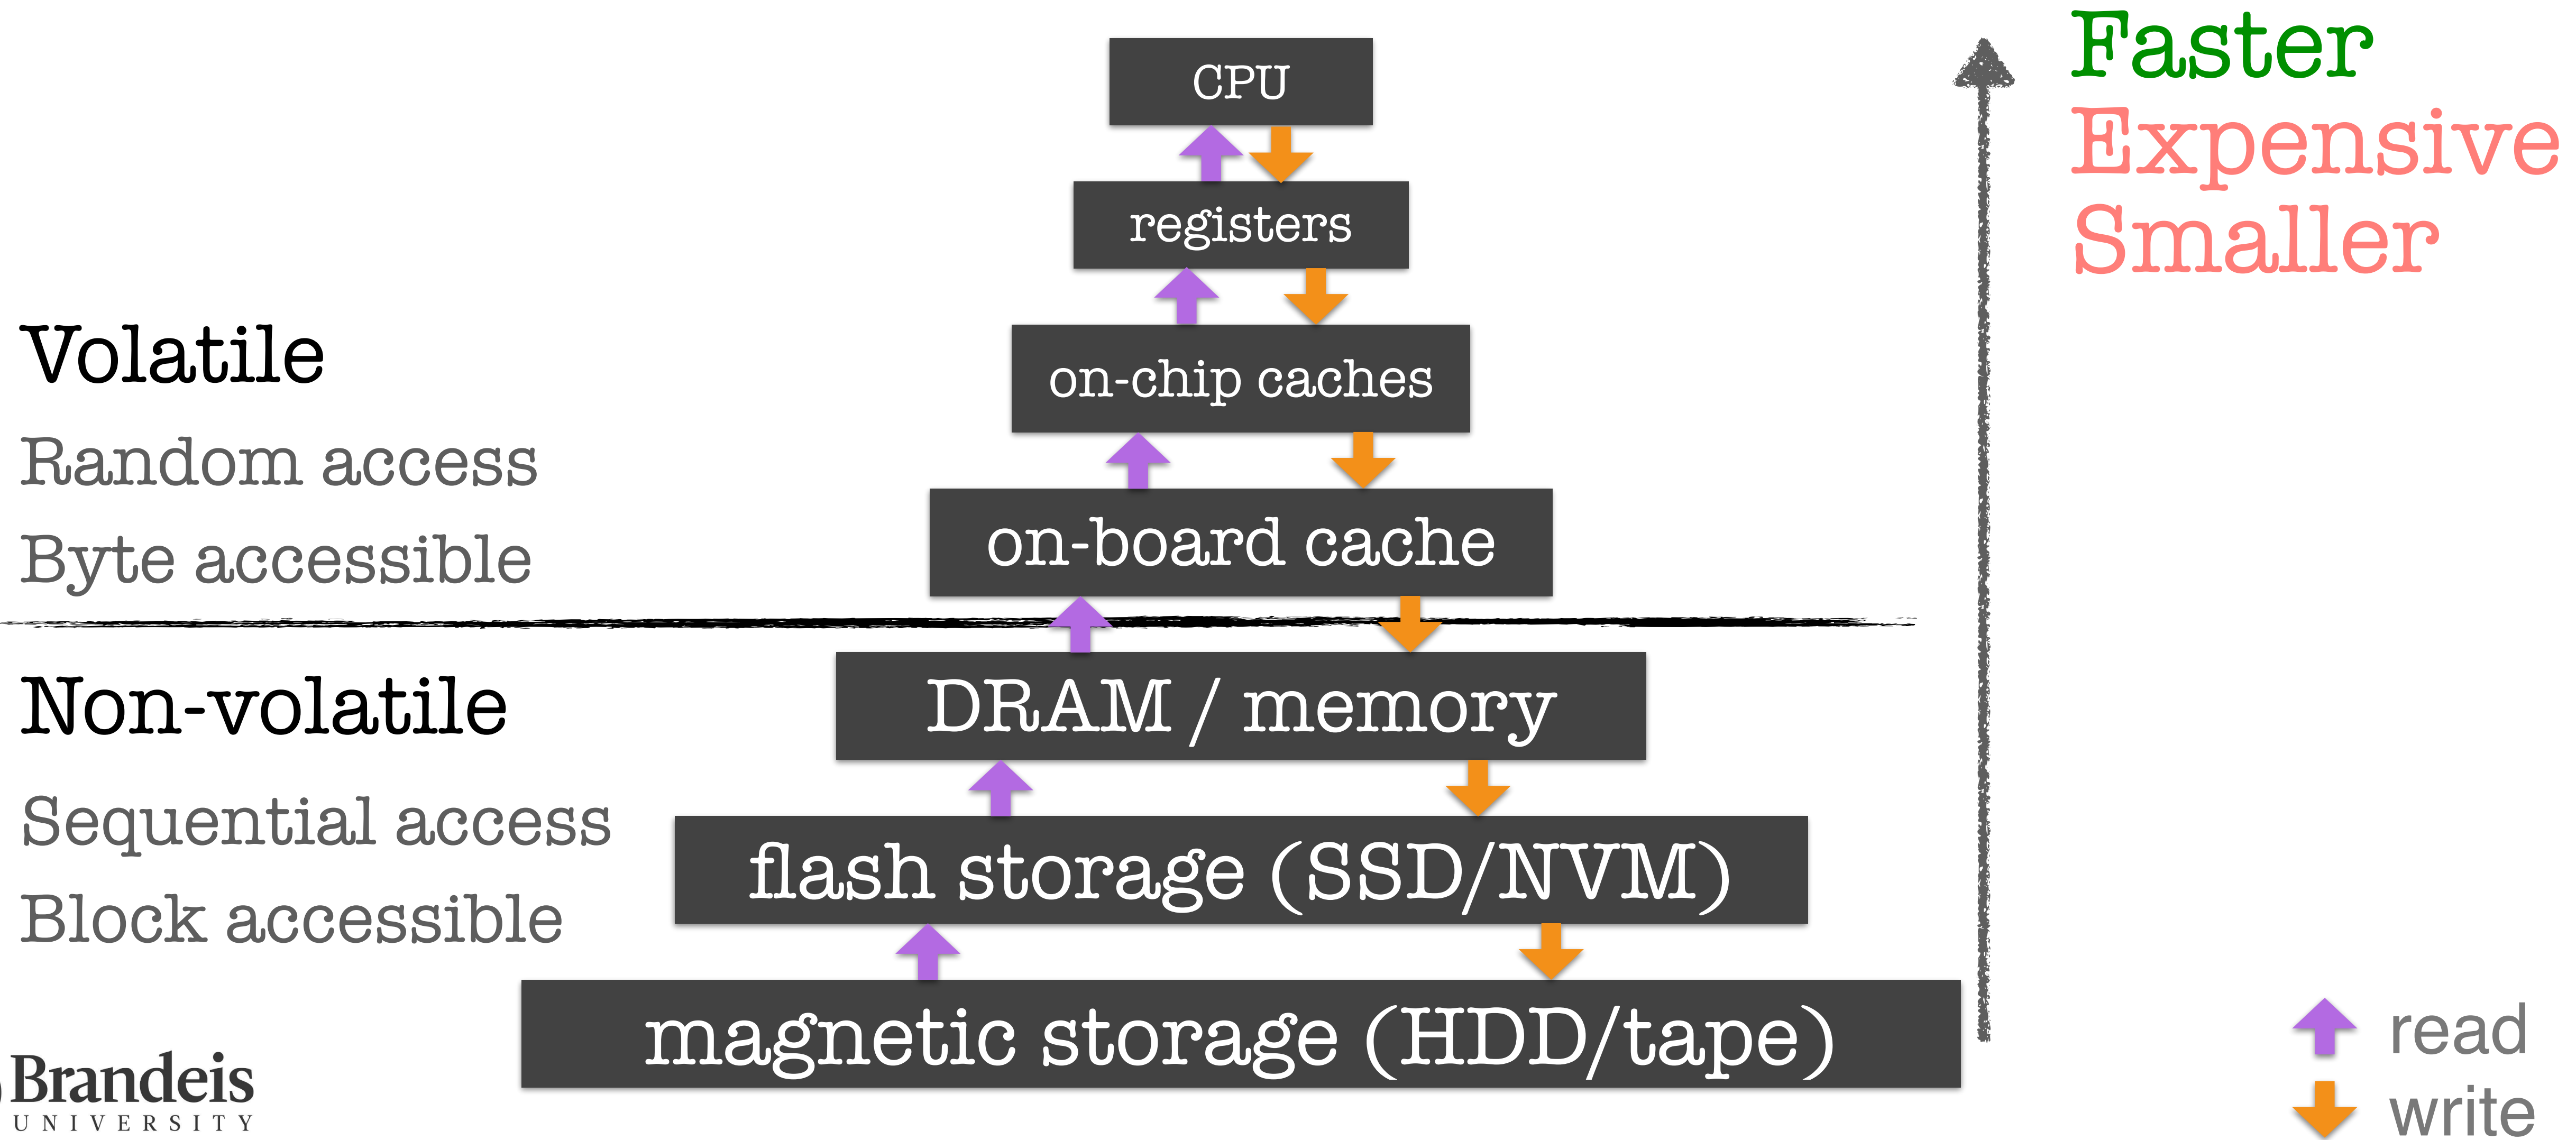 CPU
registers
on-chip caches
on-board cache
DRAM / memory
flash storage (SSD/NVM)
magnetic storage (HDD/tape)
Volatile
Random access
Byte accessible
Non-volatile
Sequential access
Block accessible
Faster
Expensive
Smaller
read
write
Brandeis
UNIVERSITY